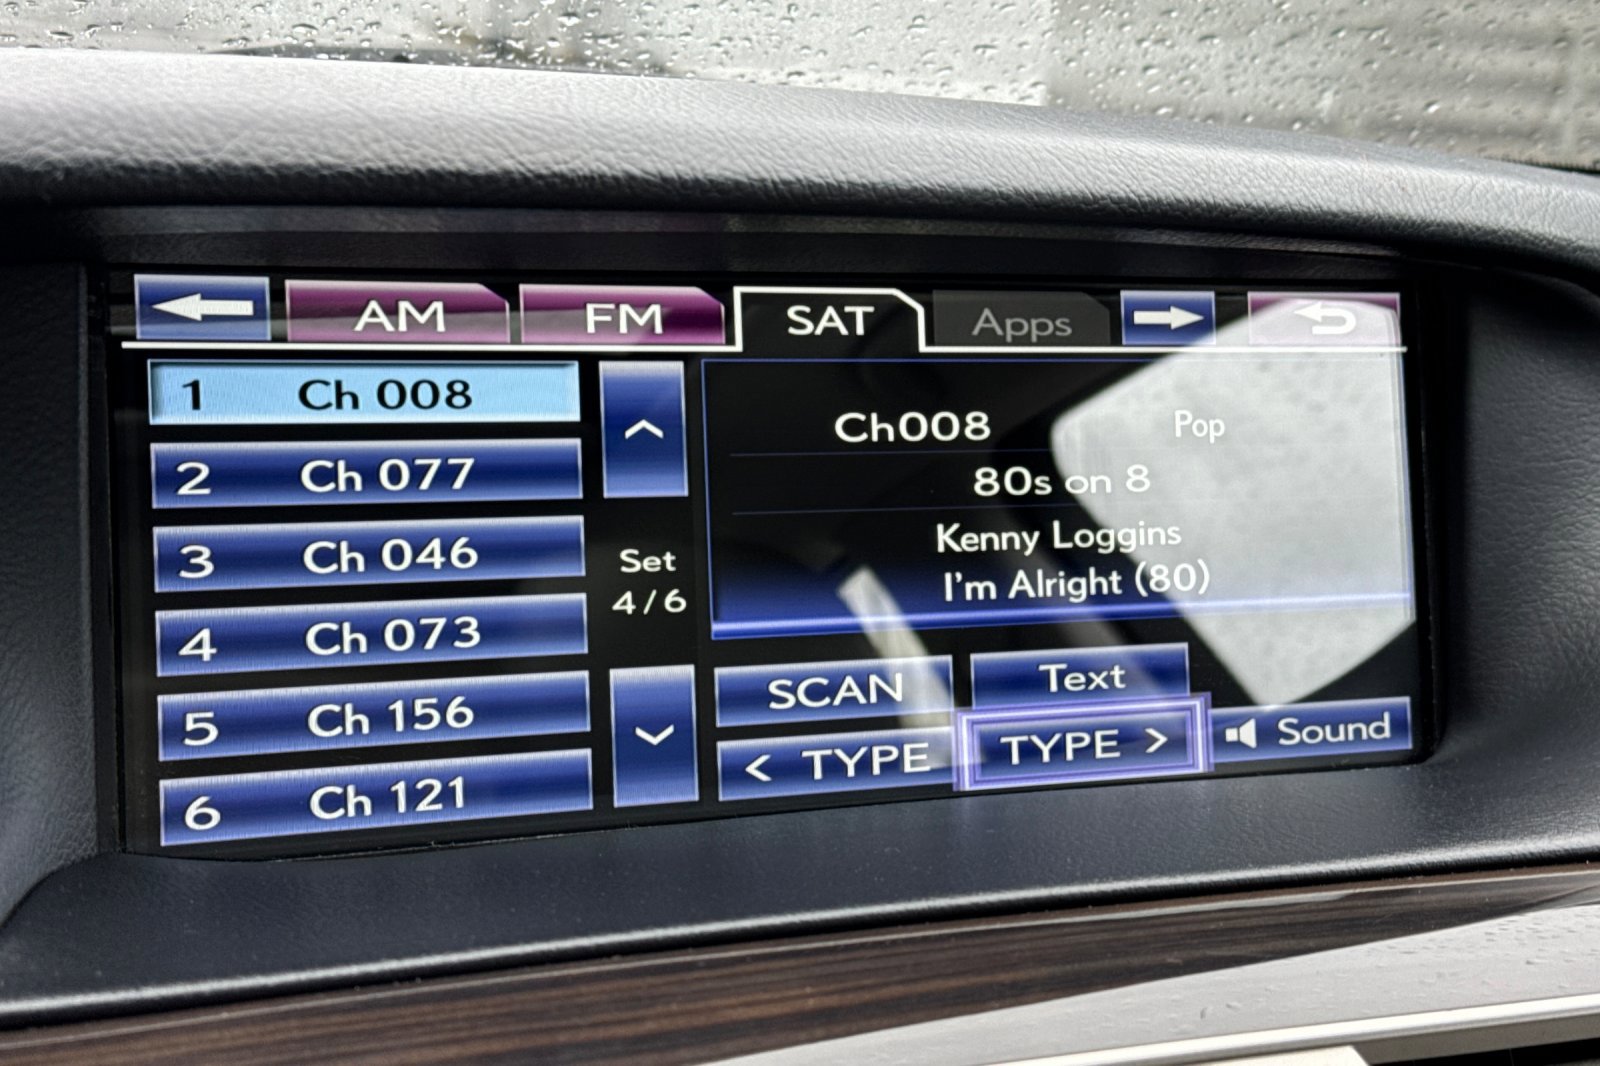 AM FM SAT Apps
1 Ch 008
2 Ch 077
3 Ch 046
4 Ch 073
5 Ch 156
6 Ch 121
Set
4/6
Ch008 Pop
80s on 8
Kenny Loggins
I'm Alright (80)
SCAN Text
< TYPE TYPE > Sound